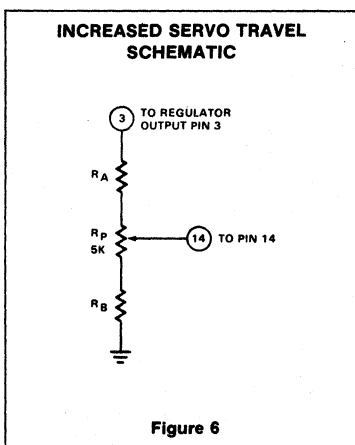 INCREASED SERVO TRAVEL
SCHEMATIC
3 TO REGULATOR
OUTPUT PIN 3
RA
RP
5K
14 TO PIN 14
RB
Figure 6